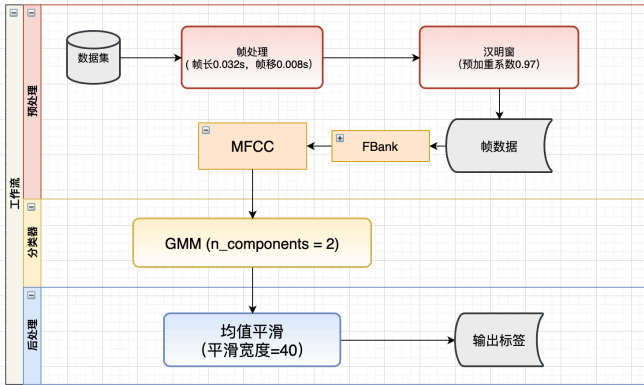 工作流
预处理
数据集
帧处理
( 帧长0.032s，帧移0.008s)
汉明窗
（预加重系数0.97）
MFCC
FBank
帧数据
分类器
GMM (n_components = 2)
后处理
均值平滑
（平滑宽度=40）
输出标签